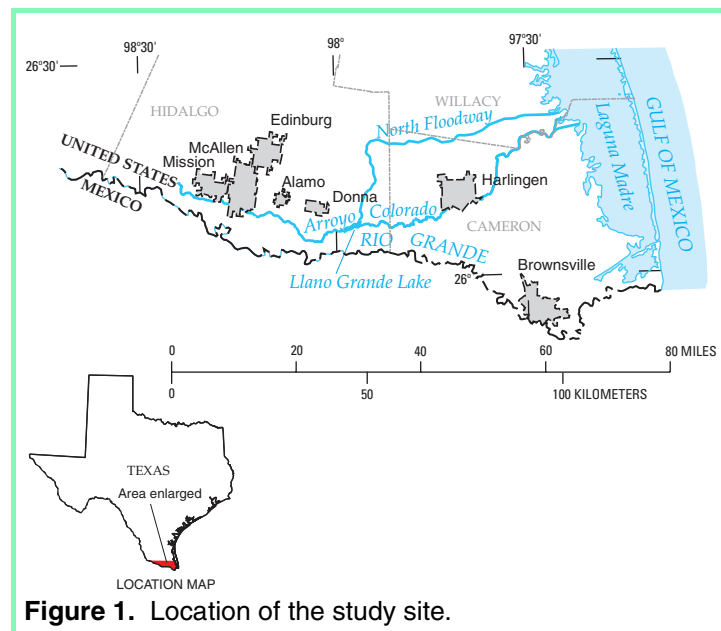 98°30'
98°
97°30'
26°30'
HIDALGO
WILLACY
Edinburg
North Floodway
McAllen
UNITED STATES
Mission
MEXICO
Alamo
Donna
Harlingen
Arroyo Colorado
CAMERON
RIO GRANDE
Llano Grande Lake
Laguna Madre
GULF OF MEXICO
26°
Brownsville
0 20 40 60 80 MILES
0 50 100 KILOMETERS
TEXAS
Area enlarged
LOCATION MAP
Figure 1. Location of the study site.